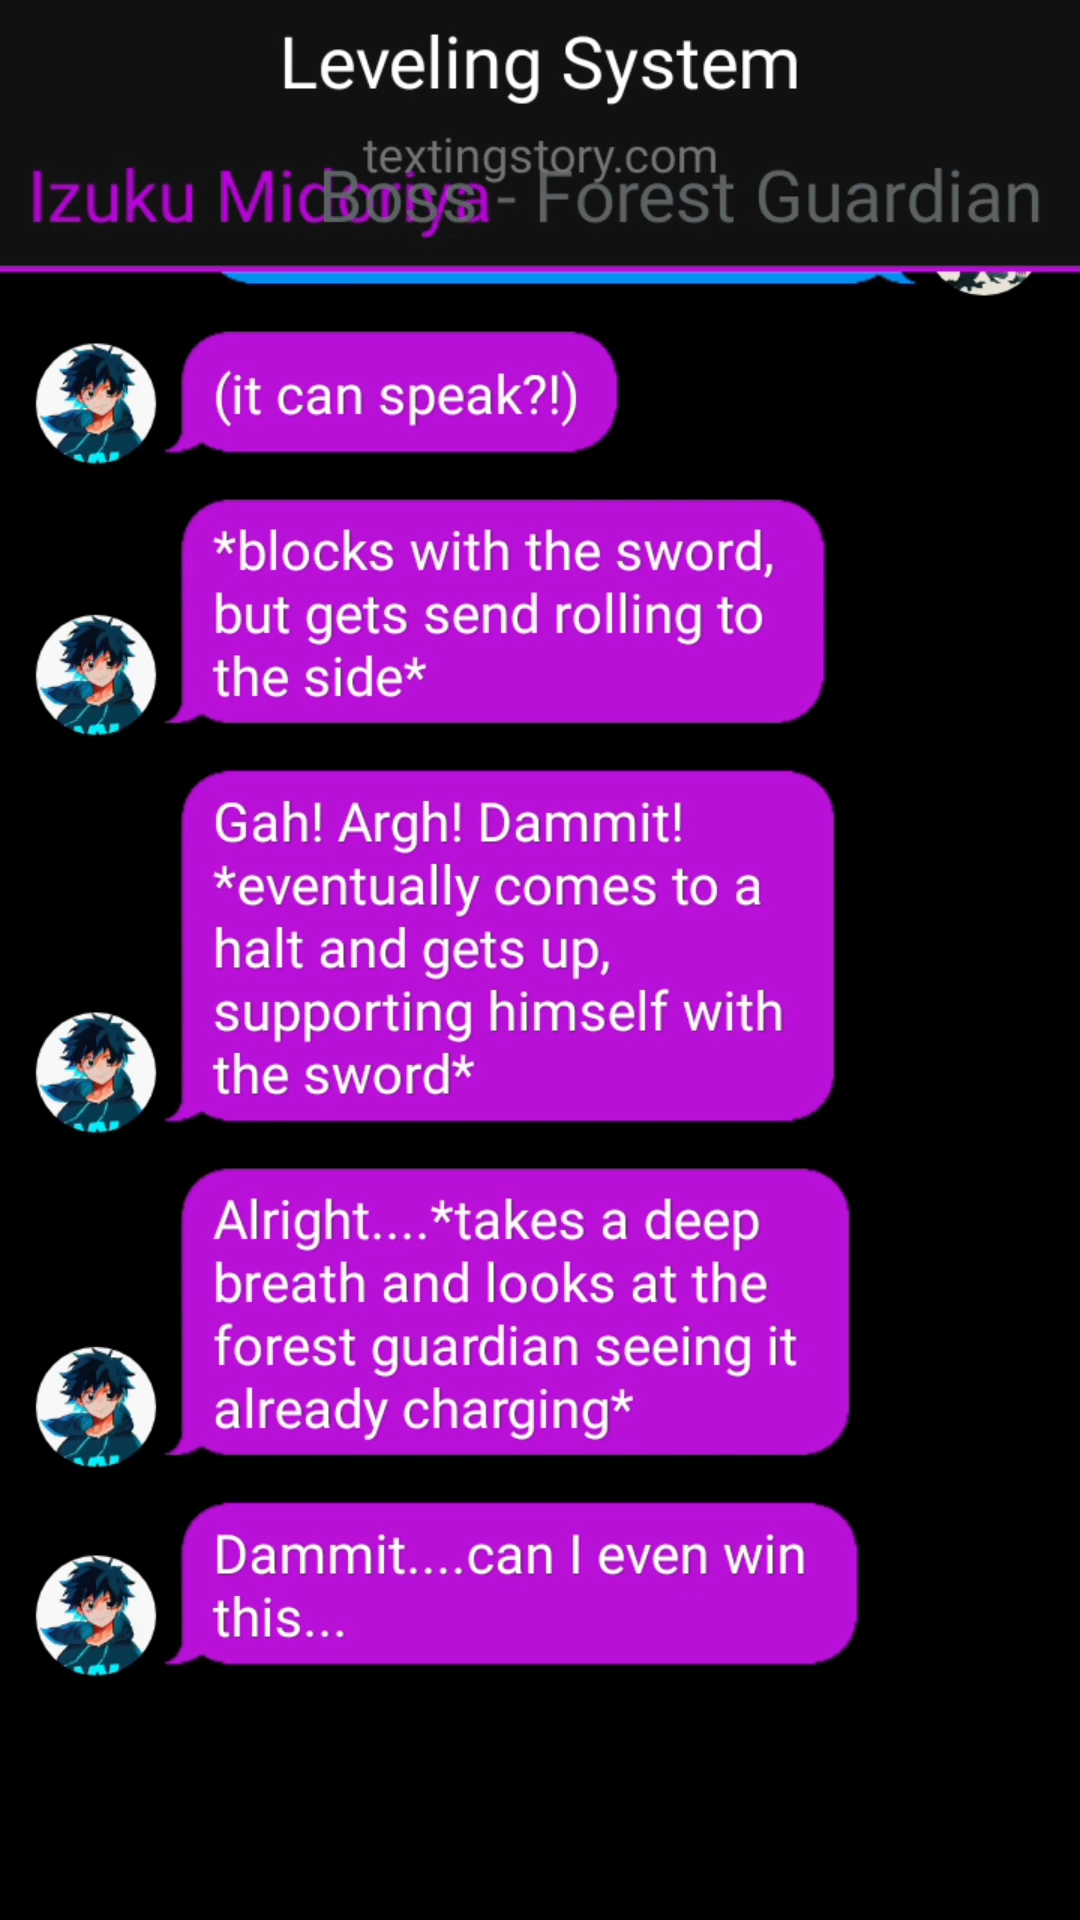 Leveling System
textingstory.com
Izuku Midoriya
Boss - Forest Guardian
(it can speak?!)
*blocks with the sword,
but gets send rolling to
the side*
Gah! Argh! Dammit!
*eventually comes to a
halt and gets up,
supporting himself with
the sword*
Alright....*takes a deep
breath and looks at the
forest guardian seeing it
already charging*
Dammit....can I even win
this...